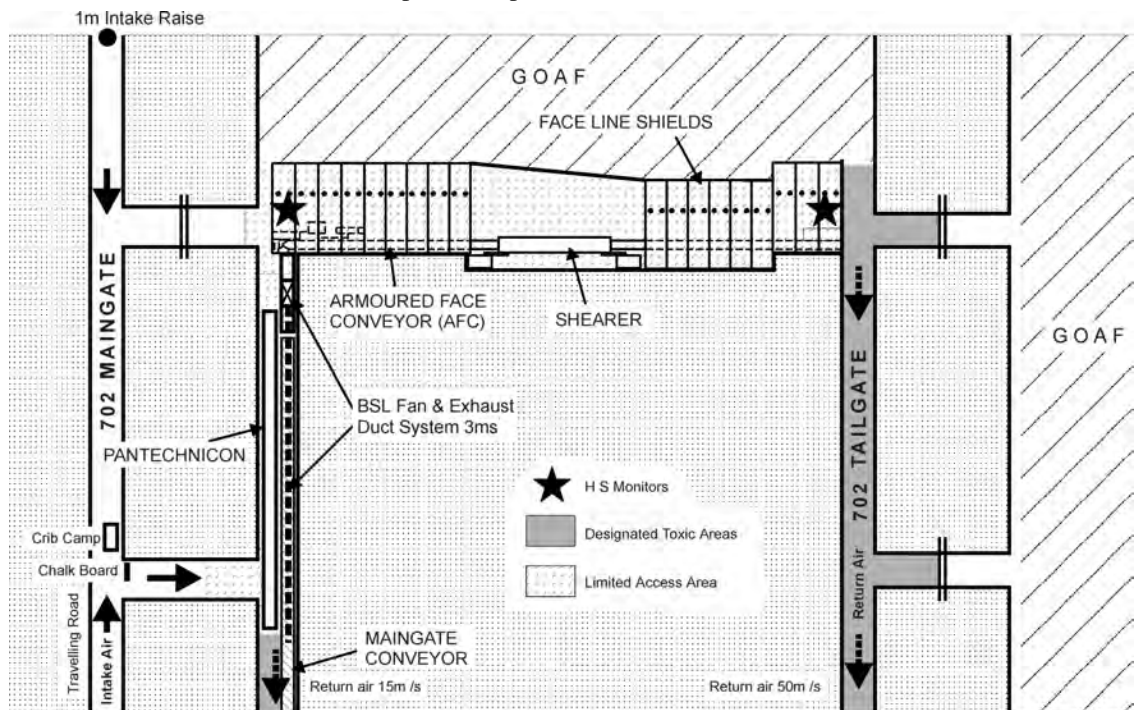 1m Intake Raise
G O A F
FACE LINE SHIELDS
702 MAINGATE
ARMOURED FACE
CONVEYOR (AFC)
SHEARER
G O A F
BSL Fan & Exhaust
Duct System 3ms
PANTECHNICON
702 TAILGATE
H S Monitors
Designated Toxic Areas
Limited Access Area
Crib Camp
Chalk Board
Travelling Road
Intake Air
MAINGATE
CONVEYOR
Return air 15m /s
Return air 50m /s
Return Air